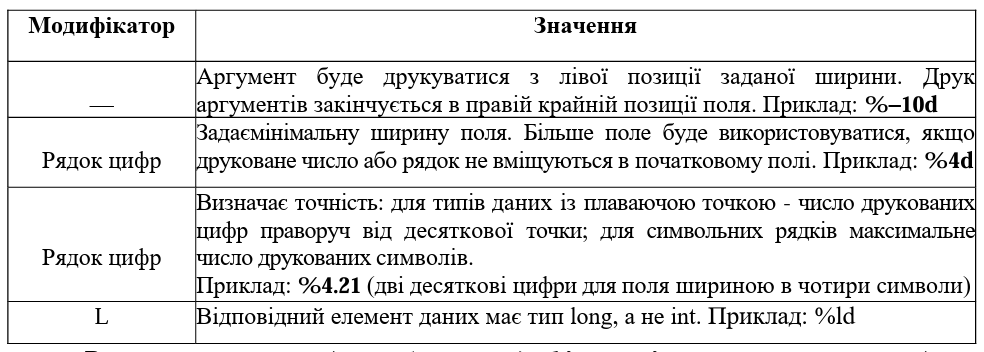 Модифікатор Значення
Аргумент буде друкуватися з лівої позиції заданої ширини. Друк
— аргументів закінчується в правій крайній позиції поля. Приклад: %–10d
Задаємінімальну ширину поля. Більше поле буде використовуватися, якщо
Рядок цифр друковане число або рядок не вміщуються в початковому полі. Приклад: %4d
Визначає точність: для типів даних із плаваючою точкою - число друкованих
цифр праворуч від десяткової точки; для символьних рядків максимальне
Рядок цифр число друкованих символів.
Приклад: %4.21 (дві десяткові цифри для поля шириною в чотири символи)
L Відповідний елемент даних має тип long, а не int. Приклад: %ld